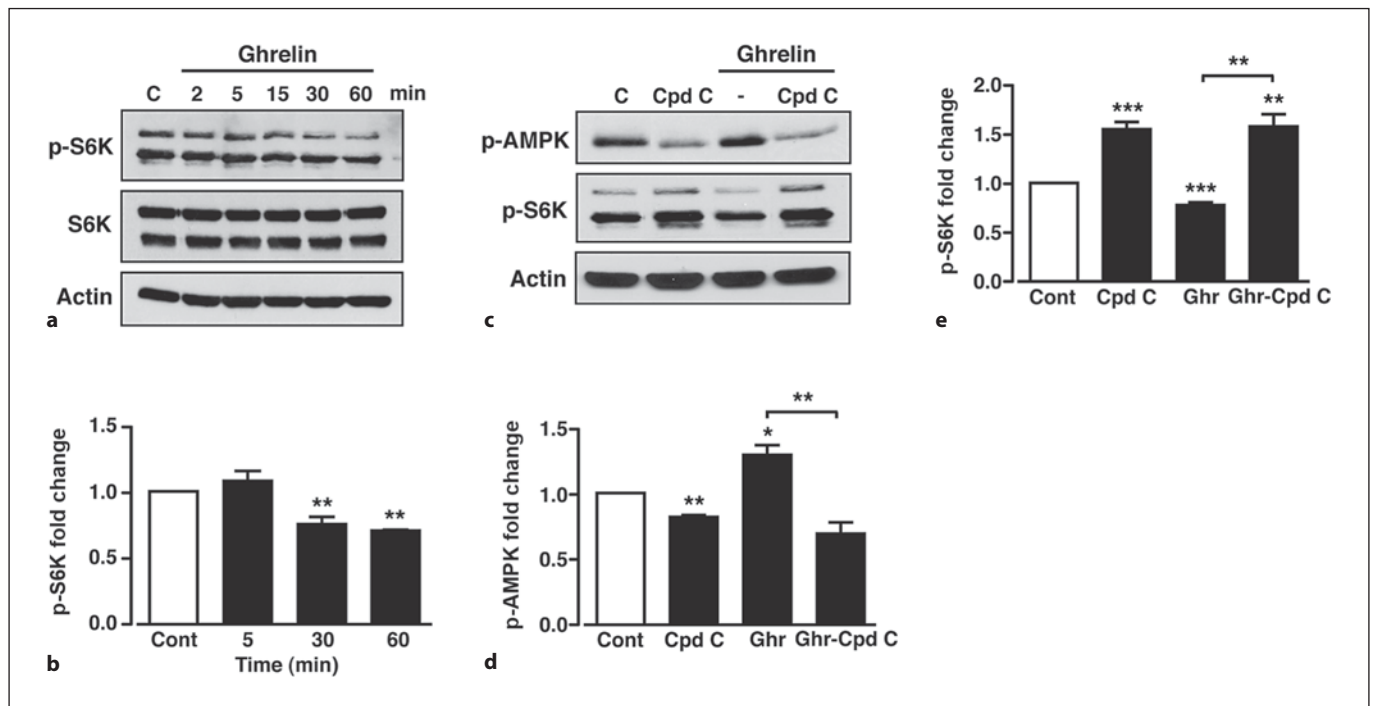 Ghrelin
C 2 5 15 30 60 min
p-S6K
S6K
Actin
a
Ghrelin
C Cpd C - Cpd C
p-AMPK
p-S6K
Actin
c
p-S6K fold change
2.0
1.5
1.0
0.5
0.0
***
***
**
**
Cont Cpd C Ghr Ghr-Cpd C
e
p-S6K fold change
1.5
1.0
0.5
0.0
** **
Cont 5 30 60
Time (min)
b
p-AMPK fold change
1.5
1.0
0.5
0.0
**
*
**
Cont Cpd C Ghr Ghr-Cpd C
d